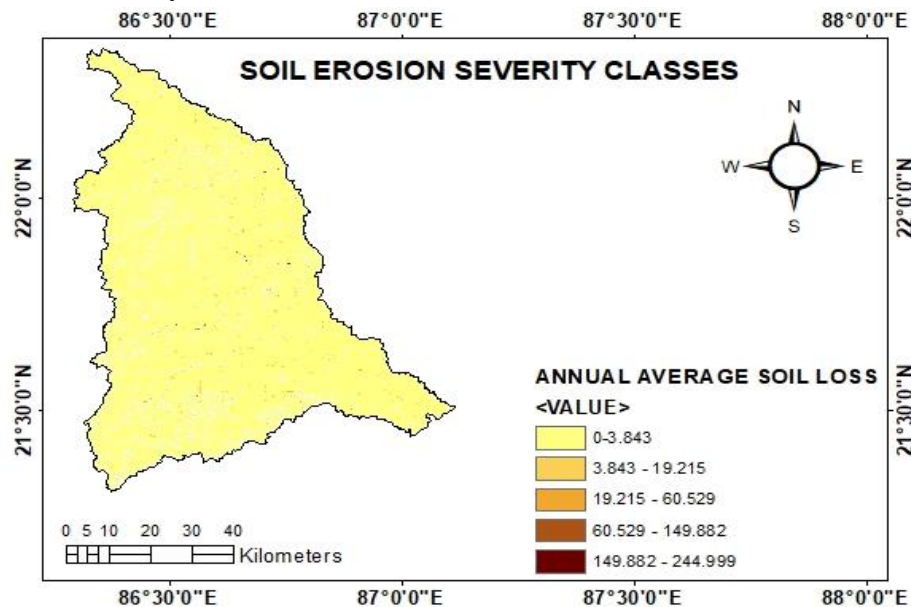 86°30'0"E 87°0'0"E 87°30'0"E 88°0'0"E
SOIL EROSION SEVERITY CLASSES
N
W E
S
22°0'0"N 22°0'0"N
21°30'0"N 21°30'0"N
ANNUAL AVERAGE SOIL LOSS
<VALUE>
0-3.843
3.843 - 19.215
19.215 - 60.529
60.529 - 149.882
149.882 - 244.999
0 5 10 20 30 40
Kilometers
86°30'0"E 87°0'0"E 87°30'0"E 88°0'0"E